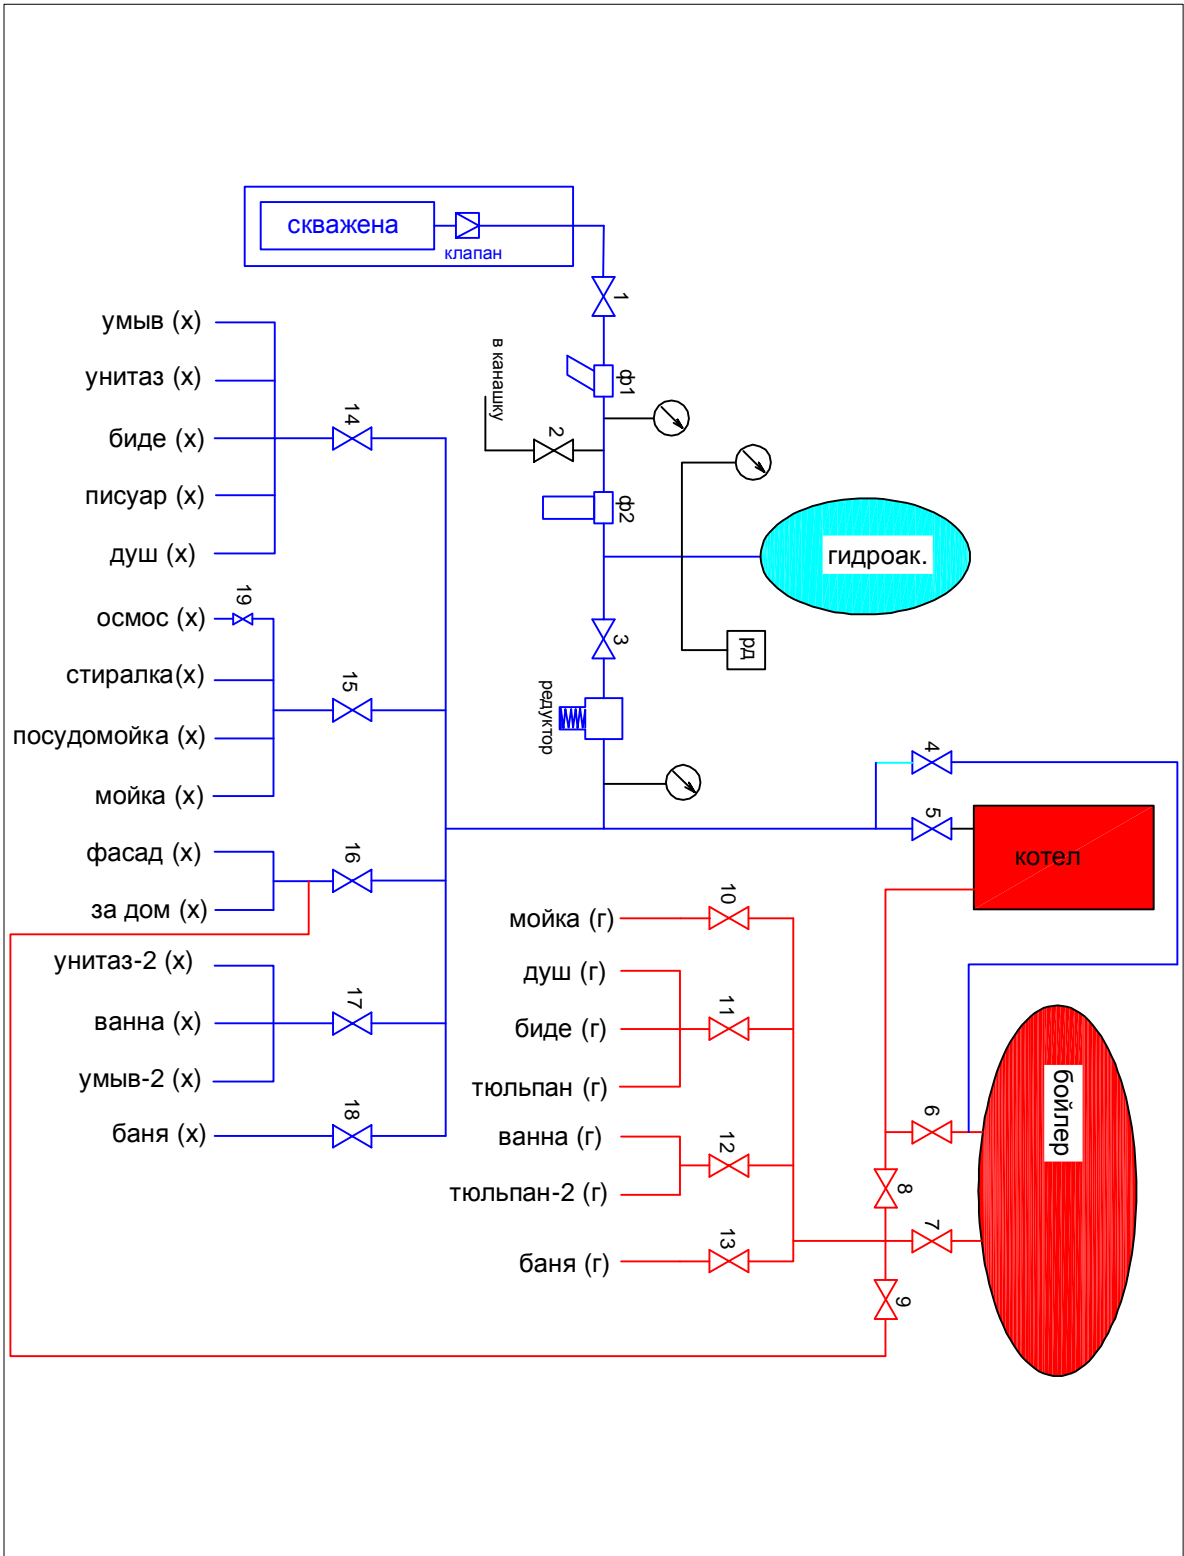 скважена
клапан
1
умыв (х)
унитаз (х)
биде (х)
писуар (х)
душ (х)
14
в канашку
ф1
2
ф2
гидроак.
осмос (х)
19
стиралка(х)
посудомойка (х)
мойка (х)
15
3
рд
редуктор
4
5
котел
фасад (х)
за дом (х)
16
унитаз-2 (х)
ванна (х)
умыв-2 (х)
17
баня (х)
18
мойка (г)
10
душ (г)
биде (г)
тюльпан (г)
11
ванна (г)
тюльпан-2 (г)
12
баня (г)
13
6
8
7
9
бойлер